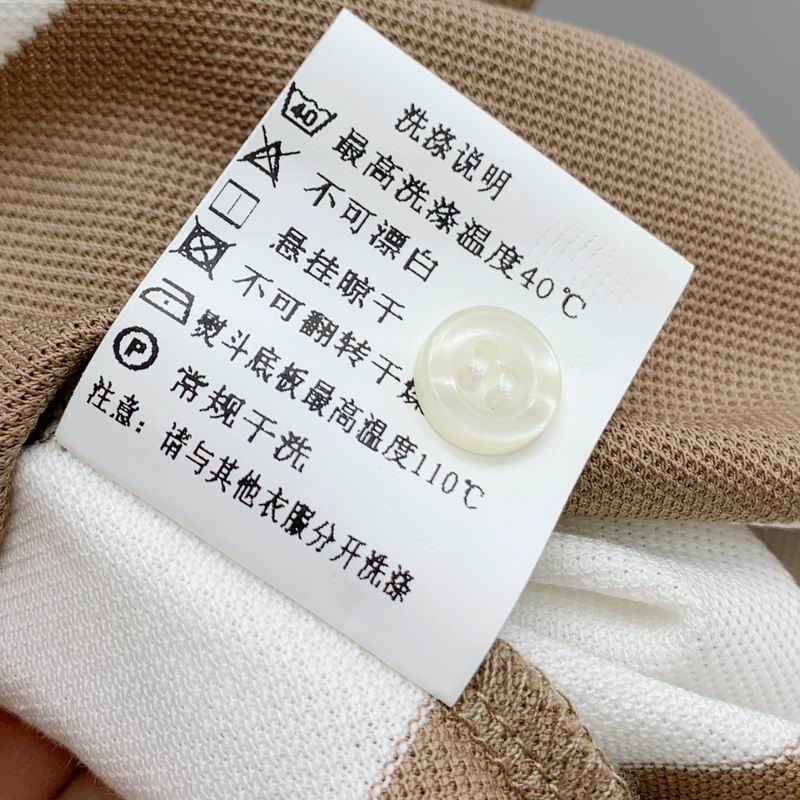 洗涤说明
40 最高洗涤温度40℃
不可漂白
悬挂晾干
不可翻转干燥
熨斗底板最高温度110℃
P 常规干洗
注意：请与其他衣服分开洗涤